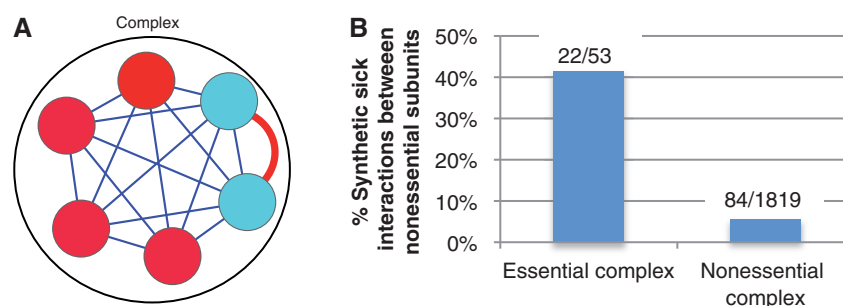 A
Complex
B
% Synthetic sick
interactions betweeen
nonessential subunits
50%
40%
30%
20%
10%
0%
22/53
84/1819
Essential complex
Nonessential
complex